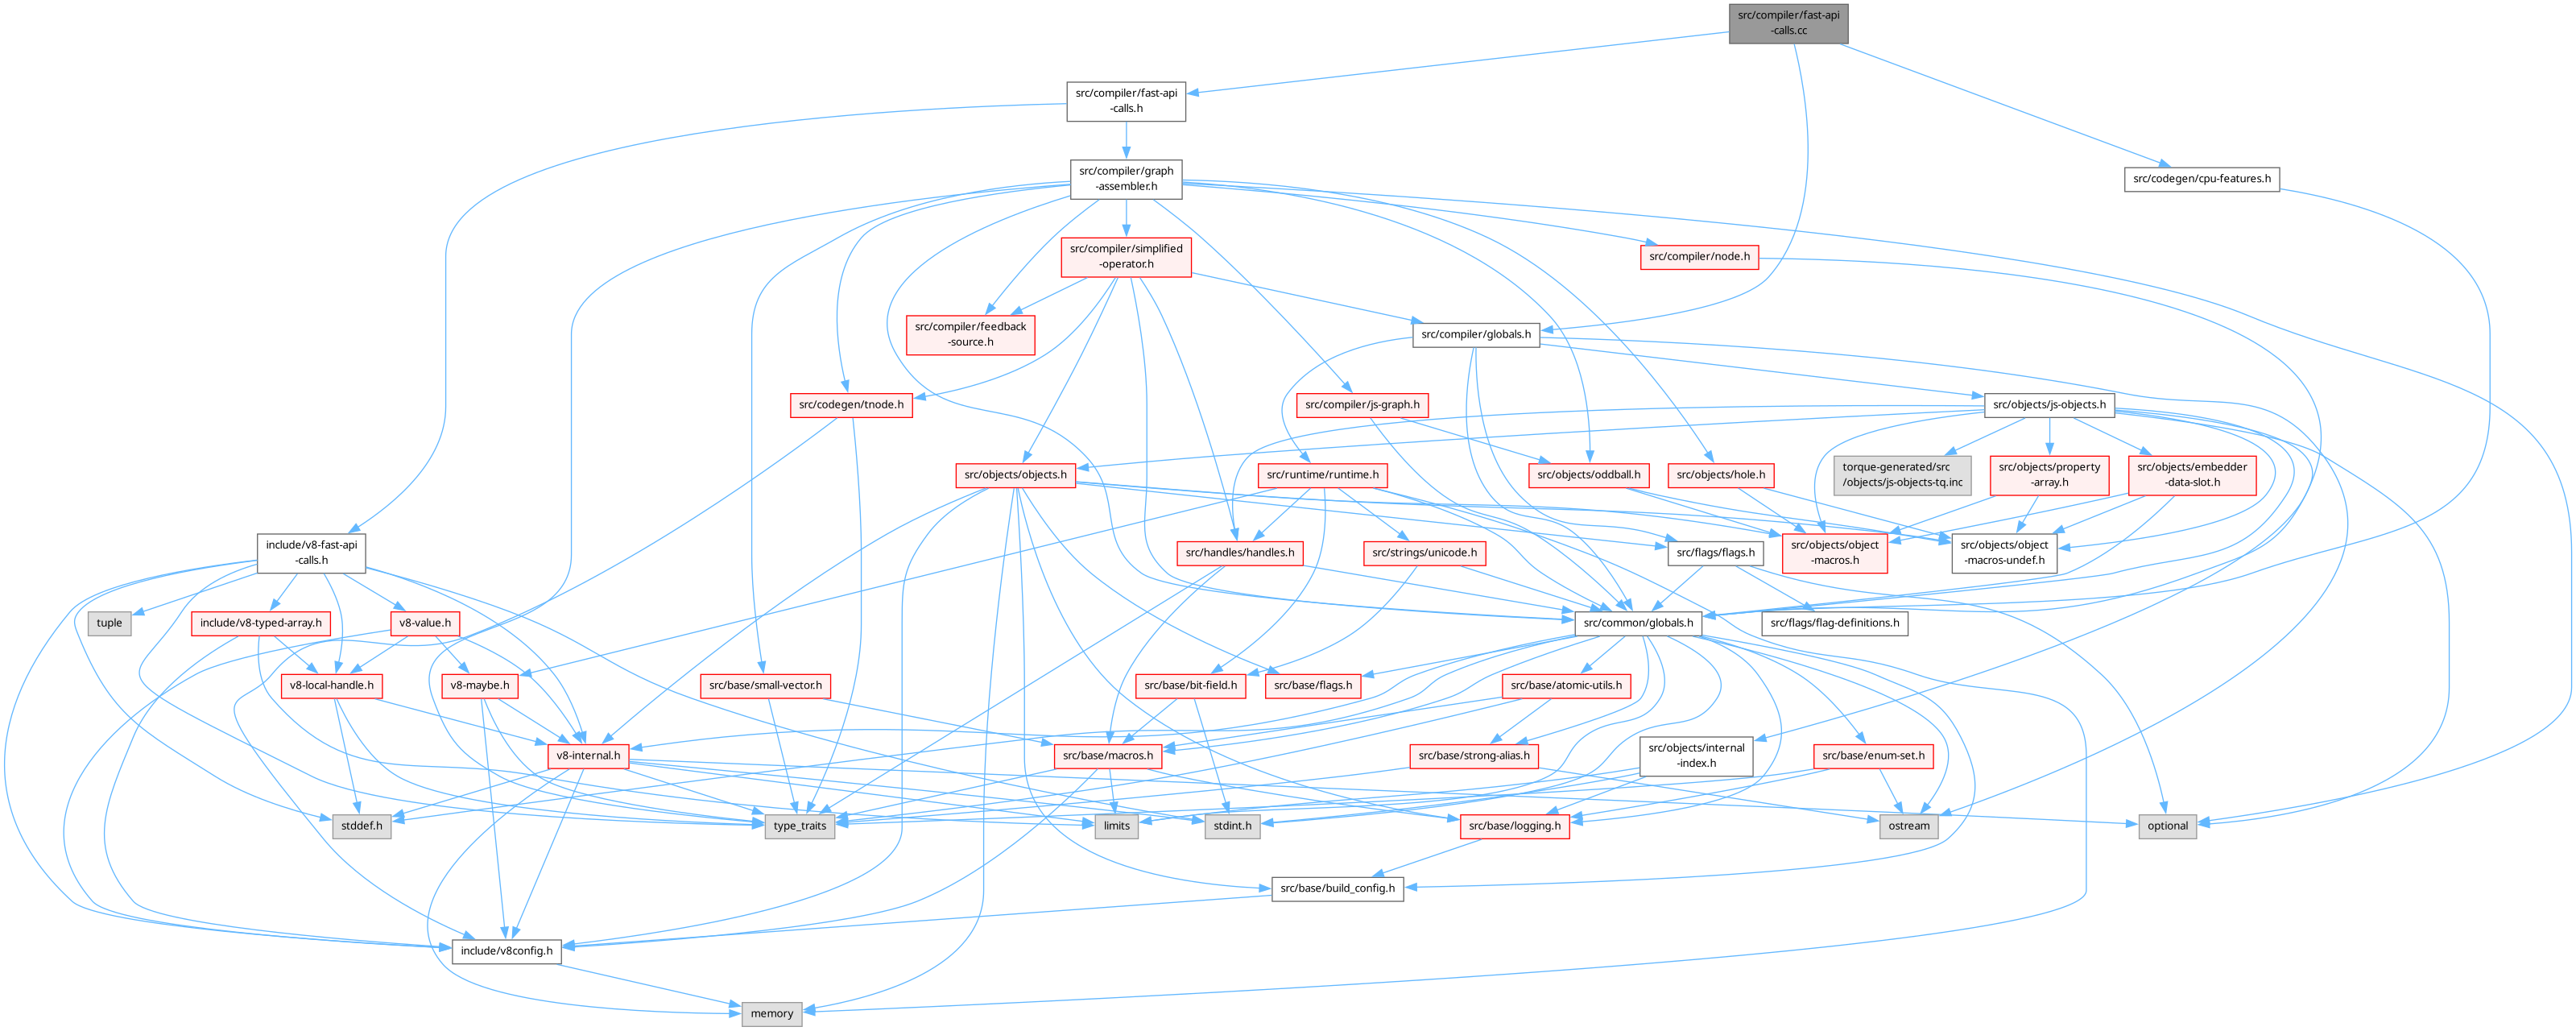 src/compiler/fast-api
-calls.cc
src/compiler/fast-api
-calls.h
src/compiler/graph
-assembler.h
src/codegen/cpu-features.h
src/compiler/simplified
-operator.h
src/compiler/node.h
src/compiler/feedback
-source.h
src/compiler/globals.h
src/codegen/tnode.h
src/compiler/js-graph.h
src/objects/js-objects.h
src/objects/objects.h
src/runtime/runtime.h
src/objects/oddball.h
src/objects/hole.h
torque-generated/src
/objects/js-objects-tq.inc
src/objects/property
-array.h
src/objects/embedder
-data-slot.h
include/v8-fast-api
-calls.h
src/handles/handles.h
src/strings/unicode.h
src/flags/flags.h
src/objects/object
-macros.h
src/objects/object
-macros-undef.h
tuple
include/v8-typed-array.h
v8-value.h
src/common/globals.h
src/flags/flag-definitions.h
v8-local-handle.h
v8-maybe.h
src/base/small-vector.h
src/base/bit-field.h
src/base/flags.h
src/base/atomic-utils.h
v8-internal.h
src/base/macros.h
src/base/strong-alias.h
src/objects/internal
-index.h
src/base/enum-set.h
stddef.h
type_traits
limits
stdint.h
src/base/logging.h
ostream
optional
src/base/build_config.h
include/v8config.h
memory